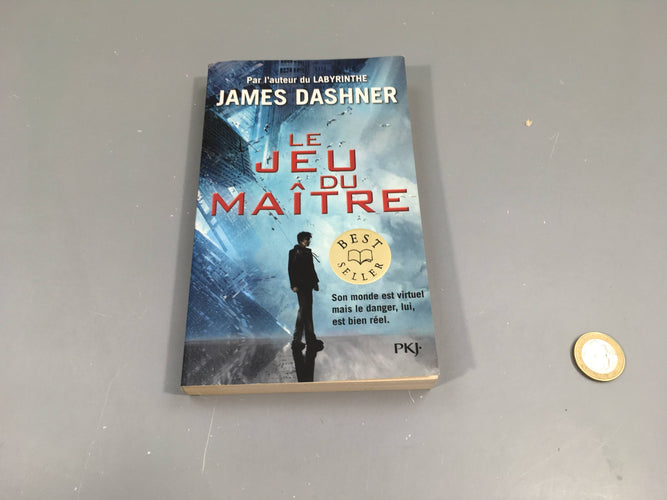 Par l'auteur du LABYRINTHE
JAMES DASHNER
LE
JEU
DU
MAÎTRE
BEST
SELLER
Son monde est virtuel
mais le danger, lui,
est bien réel.
PKJ·